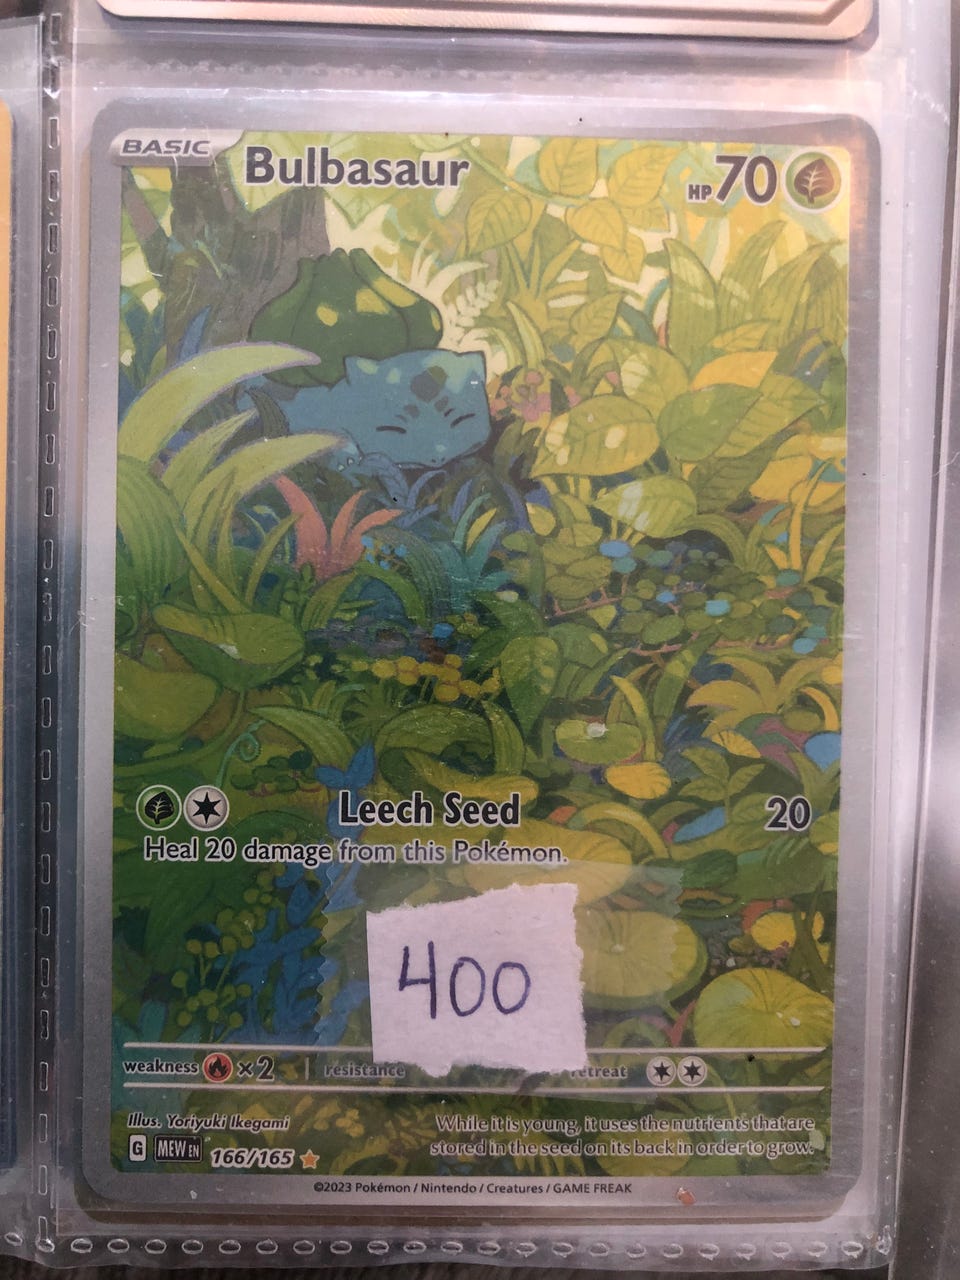 BASIC Bulbasaur HP 70
Leech Seed 20
Heal 20 damage from this Pokémon.
400
weakness ×2 resistance retreat
Illus. Yoriyuki Ikegami
While it is young, it uses the nutrients that are
stored in the seed on its back in order to grow.
G MEW EN 166/165
©2023 Pokémon / Nintendo / Creatures / GAME FREAK